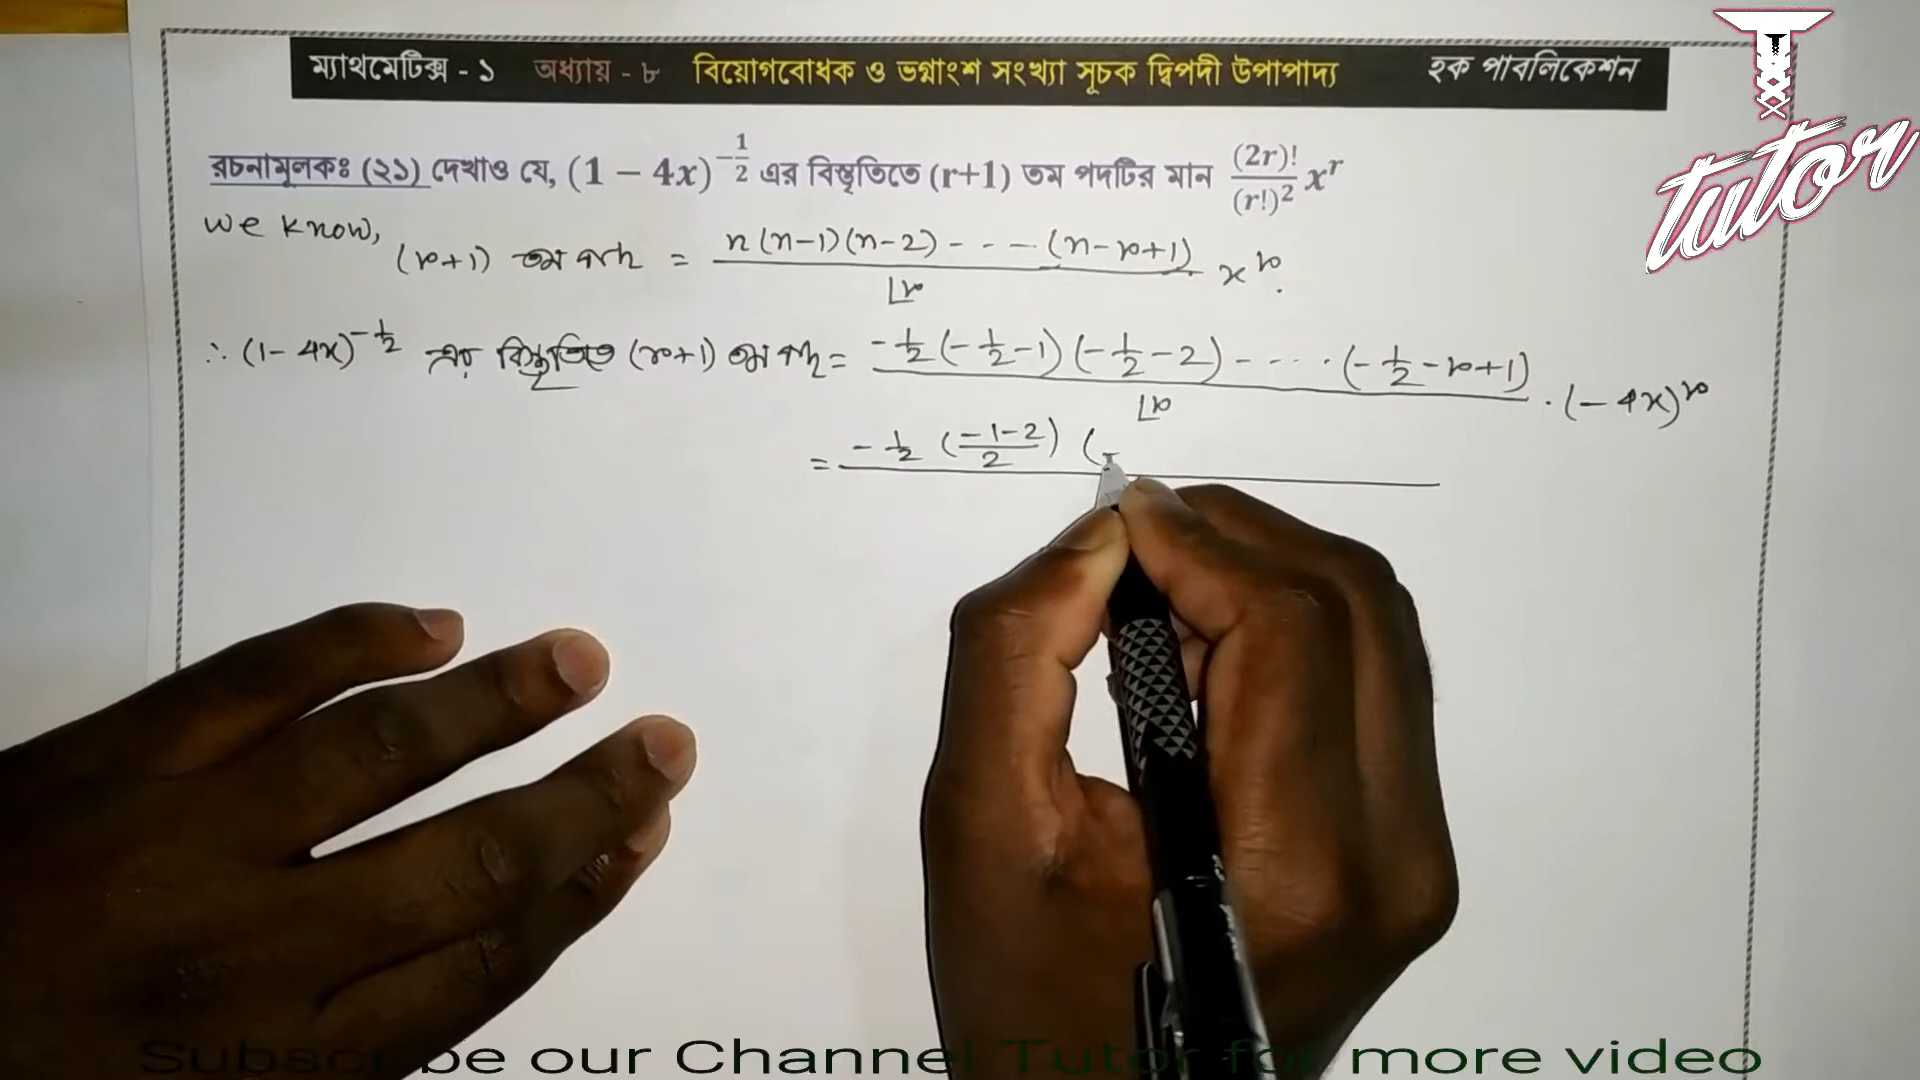 ম্যাথমেটিক্স - ১ অধ্যায় - ৮ বিয়োগবোধক ও ভগ্নাংশ সংখ্যা সূচক দ্বিপদী উপাপাদ্য হক পাবলিকেশন
T tutor
রচনামূলকঃ (২১) দেখাও যে, (1 − 4x)^{-1/2} এর বিস্তৃতিতে (r+1) তম পদটির মান (2r)!/(r!)² x^r
We know,
(r+1) তম পদ = n(n-1)(n-2)- - - -(n-r+1)/⌊r x^r.
∴ (1-4x)^{-1/2} এর বিস্তৃতিতে (r+1) তম পদ = -1/2(-1/2-1)(-1/2-2)- - - -(-1/2-r+1)/⌊r · (-4x)^r
= -1/2 (-1-2/2) (-
Subscribe our Channel Tutor for more video